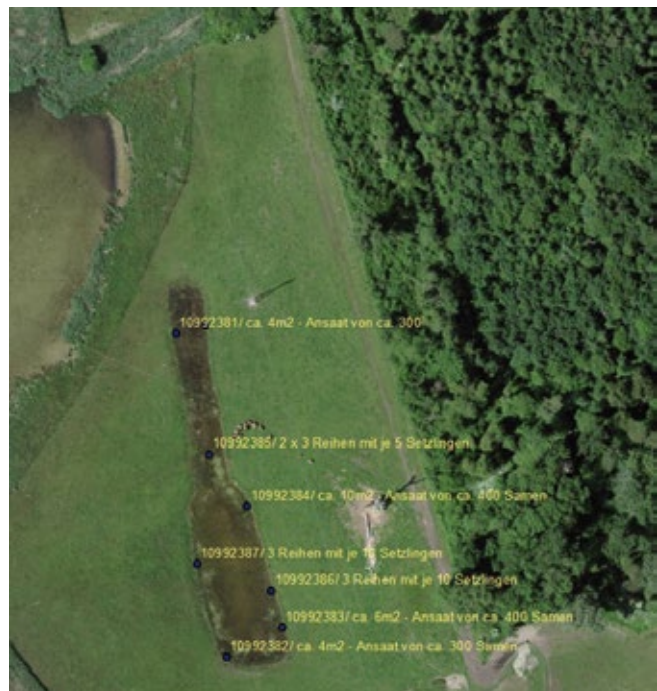 10992381/ ca. 4m2 - Ansaat von ca. 300
10992385/ 2 x 3 Reihen mit je 5 Setzlingen
10992384/ ca. 10m2 - Ansaat von ca. 400 Samen
10992387/ 3 Reihen mit je 10 Setzlingen
10992386/ 3 Reihen mit je 10 Setzlingen
10992383/ ca. 6m2 - Ansaat von ca. 400 Samen
10992382/ ca. 4m2 - Ansaat von ca. 300 Samen